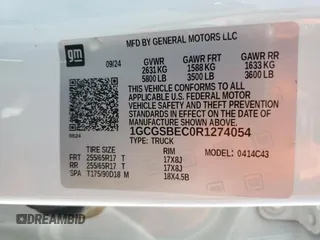 gm
MFD BY GENERAL MOTORS LLC
09/24 GVWR GAWR FRT GAWR RR
2631 KG 1588 KG 1633 KG
5800 LB 3500 LB 3600 LB
THIS VEHICLE CONFORMS TO ALL
APPLICABLE U.S. FEDERAL MOTOR
VEHICLE SAFETY STANDARDS IN
EFFECT ON THE DATE OF
MANUFACTURE SHOWN ABOVE.
1GCGSBEC0R1274054
TYPE: TRUCK
TIRE SIZE RIM MODEL: 0414C43
FRT 255/65R17 T 17X8J
RR 255/65R17 T 17X8J
SPA T175/90D18 M 18X4.5B
DREAMBID